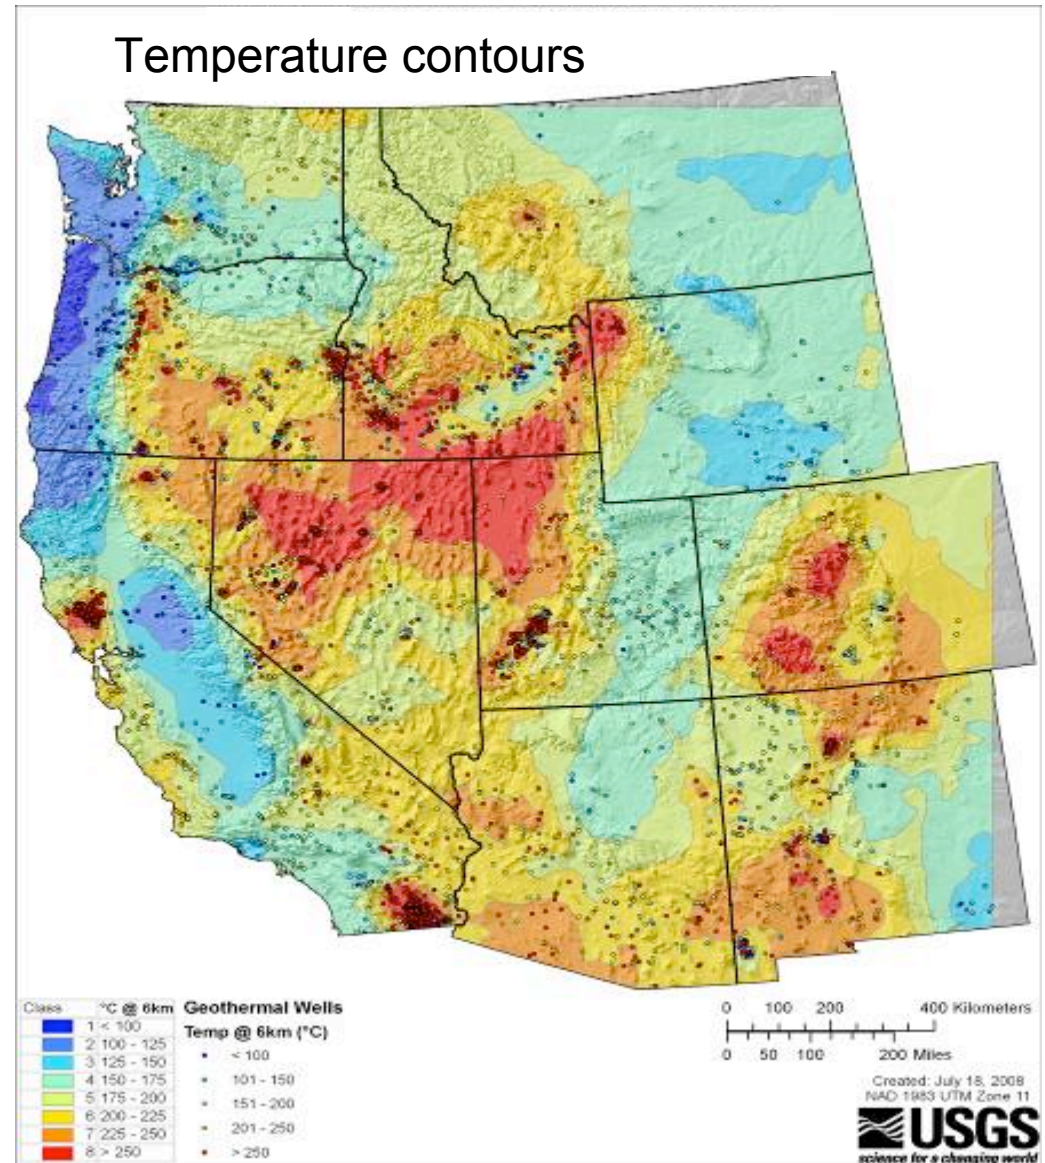 Temperature contours
Class °C @ 6km
1 < 100
2 100 - 125
3 125 - 150
4 150 - 175
5 175 - 200
6 200 - 225
7 225 - 250
8 > 250
Geothermal Wells
Temp @ 6km (°C)
< 100
101 - 150
151 - 200
201 - 250
> 250
0 100 200 400 Kilometers
0 50 100 200 Miles
Created: July 18, 2008
NAD 1983 UTM Zone 11
USGS
science for a changing world